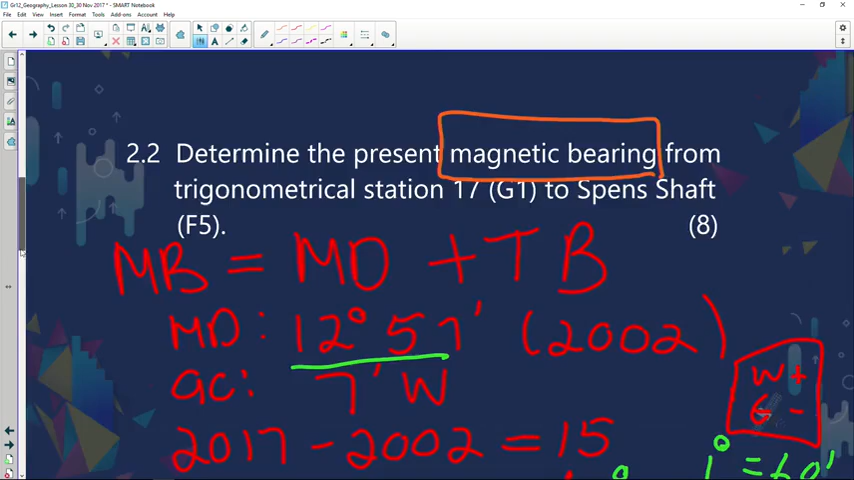 Gr12_Geography_Lesson 30_30 Nov 2017 * - SMART Notebook
File Edit View Insert Format Tools Add-ons Account Help
2.2 Determine the present magnetic bearing from
trigonometrical station 17 (G1) to Spens Shaft
(F5). (8)
MB = MD + TB
MD: 12° 57' (2002)
W +
E -
ac: 7' W
2017 - 2002 = 15
1° = 60'